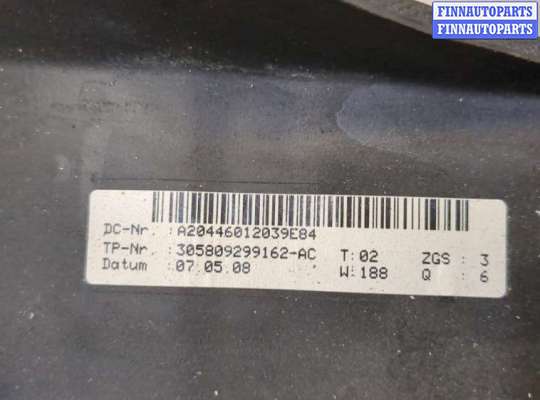 FINNAUTOPARTS
FINNAUTOPARTS
DC-Nr. :A20446012039E84
TP-Nr. :305809299162-AC T:02 ZGS : 3
Datum :07.05.08 W:188 Q : 6